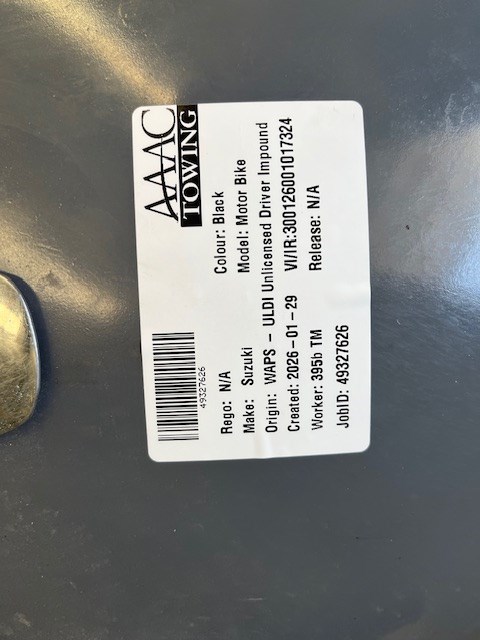 AAAC
TOWING
49327626
Rego: N/A Colour: Black
Make: Suzuki Model: Motor Bike
Origin: WAPS - ULDI Unlicensed Driver Impound
Created: 2026-01-29 VI/IR:300126001017324
Worker: 395b TM Release: N/A
JobID: 49327626